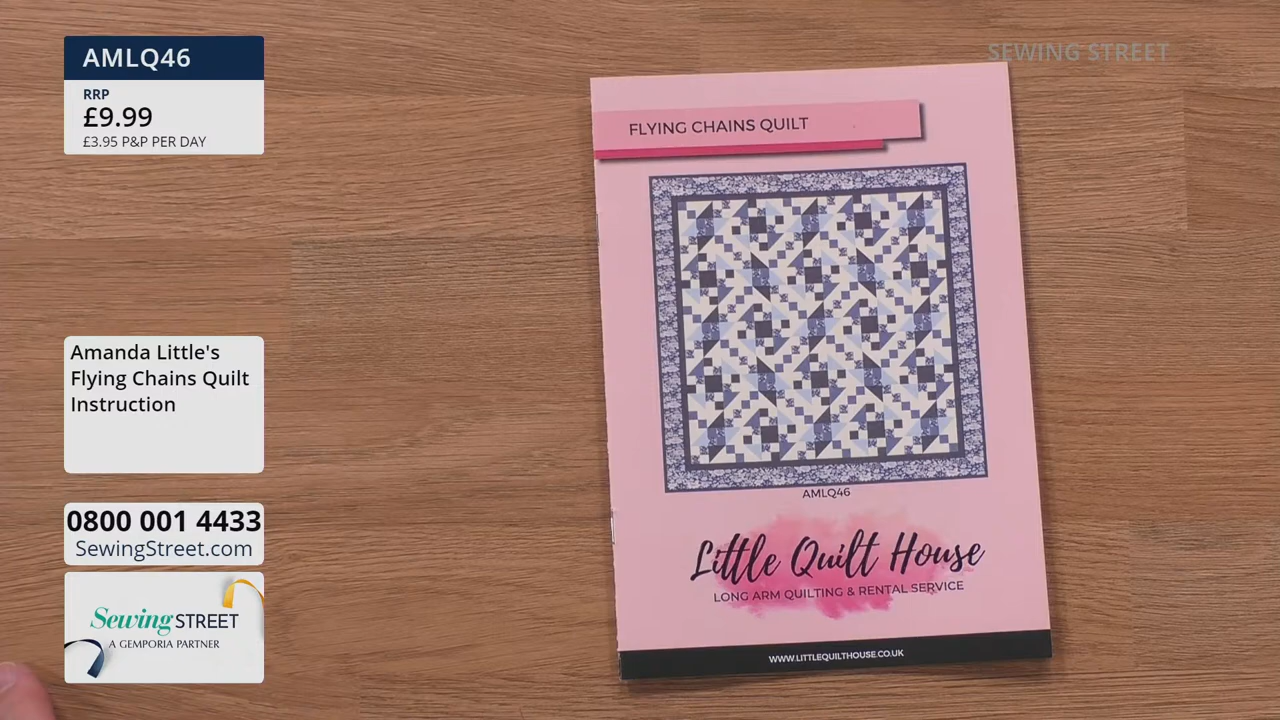 AMLQ46
RRP
£9.99
£3.95 P&P PER DAY
Amanda Little's
Flying Chains Quilt
Instruction
0800 001 4433
SewingStreet.com
Sewing STREET
A GEMPORIA PARTNER
SEWING STREET
FLYING CHAINS QUILT
AMLQ46
Little Quilt House
LONG ARM QUILTING & RENTAL SERVICE
WWW.LITTLEQUILTHOUSE.CO.UK